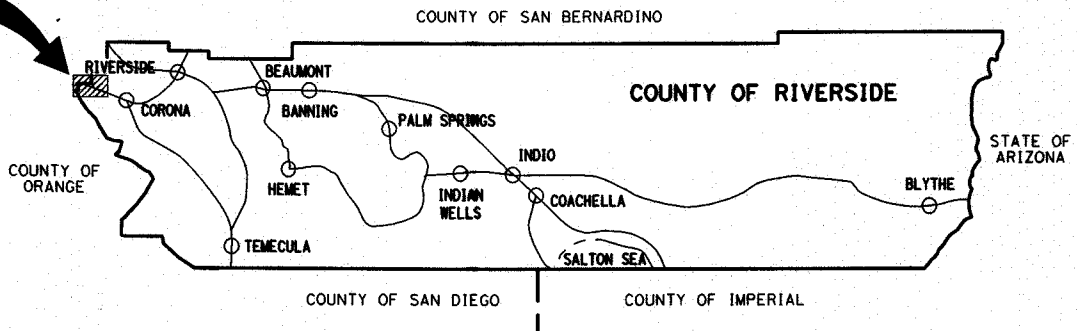 COUNTY OF SAN BERNARDINO
RIVERSIDE
BEAUMONT
COUNTY OF RIVERSIDE
CORONA
BANNING
PALM SPRINGS
STATE OF
ARIZONA
COUNTY OF
ORANGE
HEMET
INDIO
INDIAN
WELLS
COACHELLA
BLYTHE
TEMECULA
SALTON SEA
COUNTY OF SAN DIEGO
COUNTY OF IMPERIAL